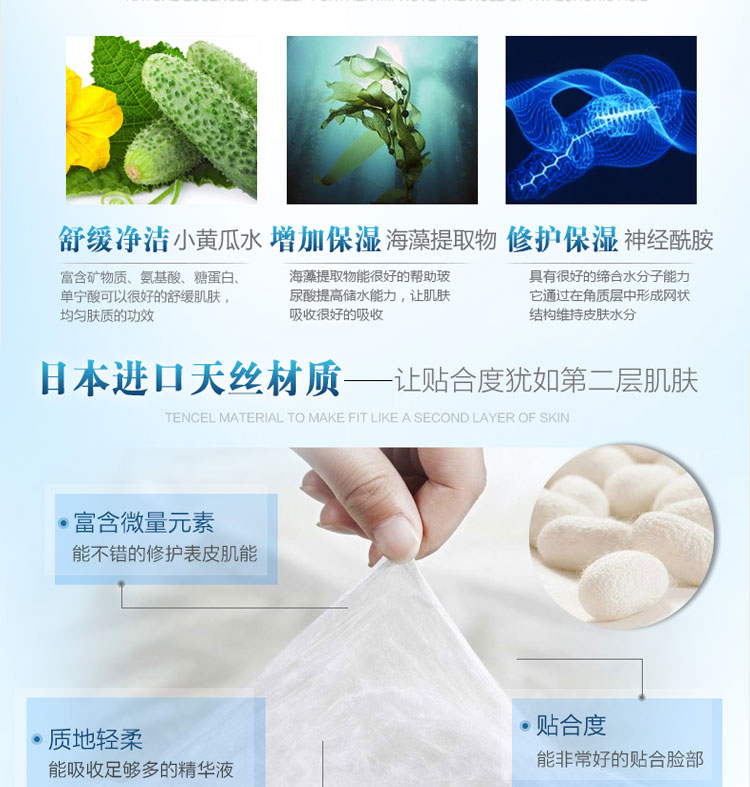 舒缓净洁 小黄瓜水
富含矿物质、氨基酸、糖蛋白、
单宁酸可以很好的舒缓肌肤，
均匀肤质的功效
增加保湿 海藻提取物
海藻提取物能很好的帮助玻
尿酸提高储水能力，让肌肤
吸收很好的吸收
修护保湿 神经酰胺
具有很好的缔合水分子能力
它通过在角质层中形成网状
结构维持皮肤水分
日本进口天丝材质——让贴合度犹如第二层肌肤
TENCEL MATERIAL TO MAKE FIT LIKE A SECOND LAYER OF SKIN
富含微量元素
能不错的修护表皮肌能
质地轻柔
能吸收足够多的精华液
贴合度
能非常好的贴合脸部